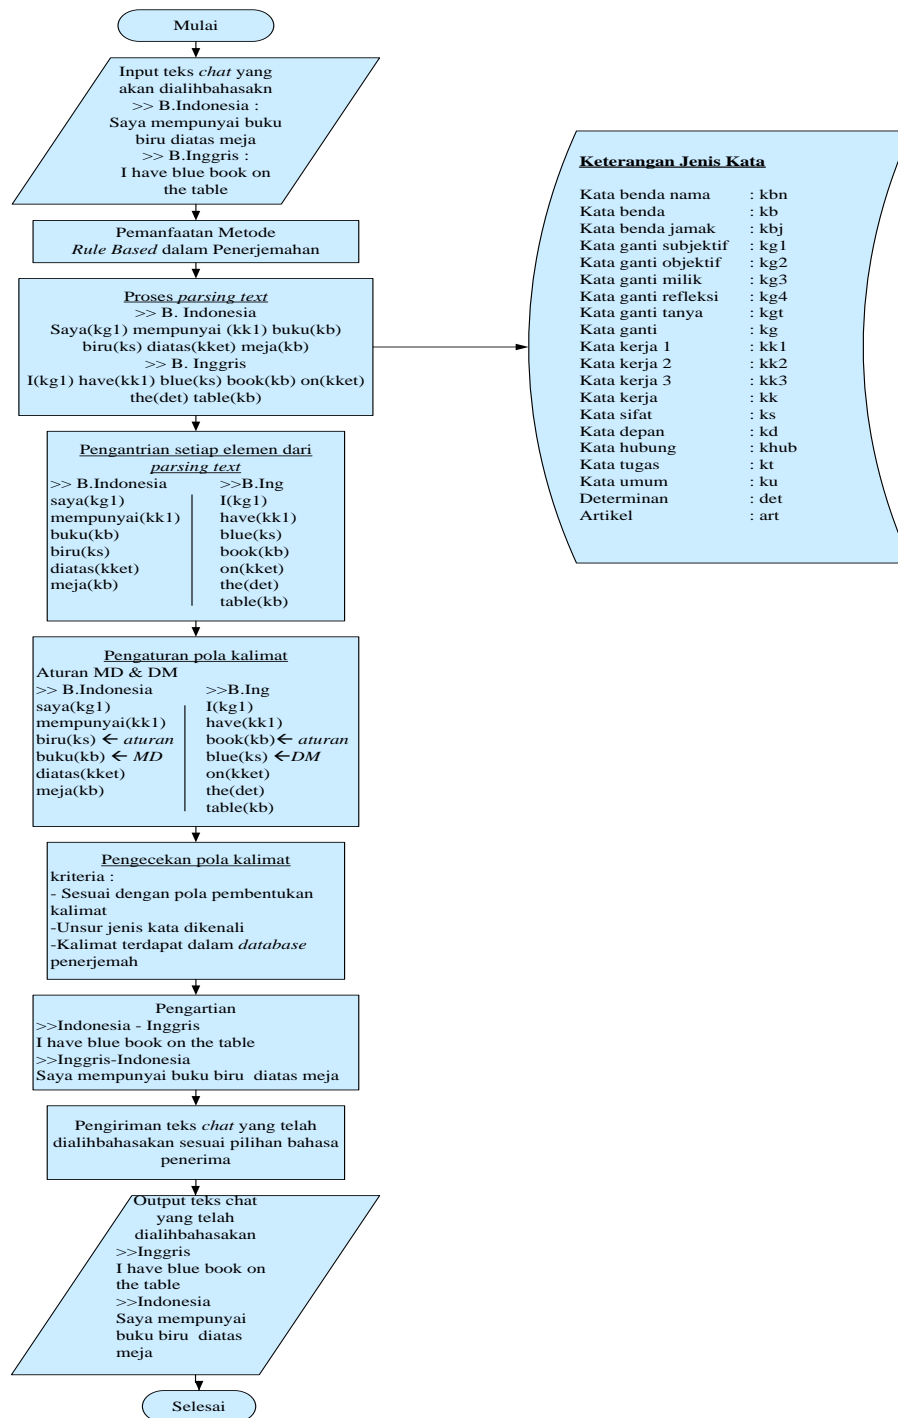 Mulai
Input teks chat yang
akan dialihbahasakn
>> B.Indonesia :
Saya mempunyai buku
biru diatas meja
>> B.Inggris :
I have blue book on
the table
Pemanfaatan Metode
Rule Based dalam Penerjemahan
Proses parsing text
>> B. Indonesia
Saya(kg1) mempunyai (kk1) buku(kb)
biru(ks) diatas(kket) meja(kb)
>> B. Inggris
I(kg1) have(kk1) blue(ks) book(kb) on(kket)
the(det) table(kb)
Keterangan Jenis Kata
Kata benda nama : kbn
Kata benda : kb
Kata benda jamak : kbj
Kata ganti subjektif : kg1
Kata ganti objektif : kg2
Kata ganti milik : kg3
Kata ganti refleksi : kg4
Kata ganti tanya : kgt
Kata ganti : kg
Kata kerja 1 : kk1
Kata kerja 2 : kk2
Kata kerja 3 : kk3
Kata kerja : kk
Kata sifat : ks
Kata depan : kd
Kata hubung : khub
Kata tugas : kt
Kata umum : ku
Determinan : det
Artikel : art
Pengantrian setiap elemen dari
parsing text
>> B.Indonesia >>B.Ing
saya(kg1) I(kg1)
mempunyai(kk1) have(kk1)
buku(kb) blue(ks)
biru(ks) book(kb)
diatas(kket) on(kket)
meja(kb) the(det)
table(kb)
Pengaturan pola kalimat
Aturan MD & DM
>> B.Indonesia >>B.Ing
saya(kg1) I(kg1)
mempunyai(kk1) have(kk1)
biru(ks) ← aturan book(kb)← aturan
buku(kb) ← MD blue(ks) ←DM
diatas(kket) on(kket)
meja(kb) the(det)
table(kb)
Pengecekan pola kalimat
kriteria :
- Sesuai dengan pola pembentukan
kalimat
-Unsur jenis kata dikenali
-Kalimat terdapat dalam database
penerjemah
Pengartian
>>Indonesia - Inggris
I have blue book on the table
>>Inggris-Indonesia
Saya mempunyai buku biru diatas meja
Pengiriman teks chat yang telah
dialihbahasakan sesuai pilihan bahasa
penerima
Output teks chat
yang telah
dialihbahasakan
>>Inggris
I have blue book on
the table
>>Indonesia
Saya mempunyai
buku biru diatas
meja
Selesai